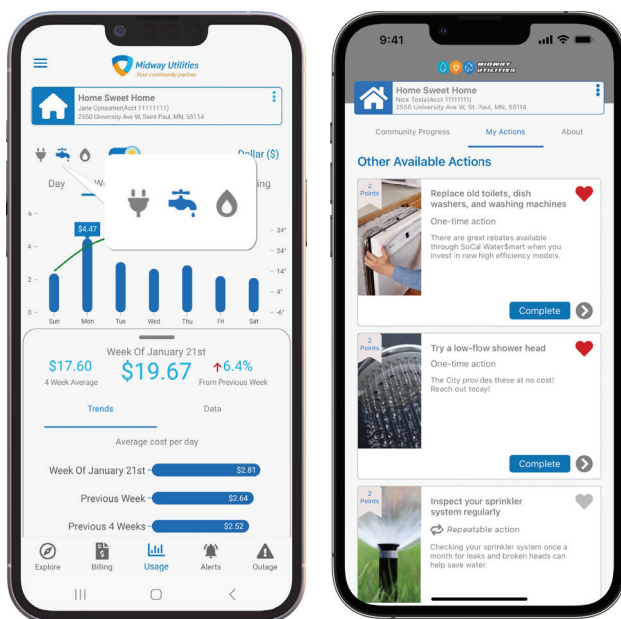 Midway Utilities
Your community partner
Home Sweet Home
Jane Consumer(Acct 11111111)
2550 University Ave W, Saint Paul, MN, 55114
Dollar ($)
Day
6
4
2
0
$4.47
34°
24°
14°
4°
-6°
Sun Mon Tue Wed Thu Fri Sat
Week Of January 21st
$17.60
4 Week Average
$19.67
6.4%
From Previous Week
Trends Data
Average cost per day
Week Of January 21st $2.81
Previous Week $2.64
Previous 4 Weeks $2.52
Explore Billing Usage Alerts Outage
9:41
MIDWAY
UTILITIES
Home Sweet Home
Nick Tesla(Acct 11111111)
2550 University Ave W, St. Paul, MN, 55114
Community Progress My Actions About
Other Available Actions
2
Points
Replace old toilets, dish
washers, and washing machines
One-time action
There are great rebates available
through SoCal Water$mart when you
invest in new high efficiency models.
Complete
2
Points
Try a low-flow shower head
One-time action
The City provides these at no cost!
Reach out today!
Complete
2
Points
Inspect your sprinkler
system regularly
Repeatable action
Checking your sprinkler system once a
month for leaks and broken heads can
help save water.